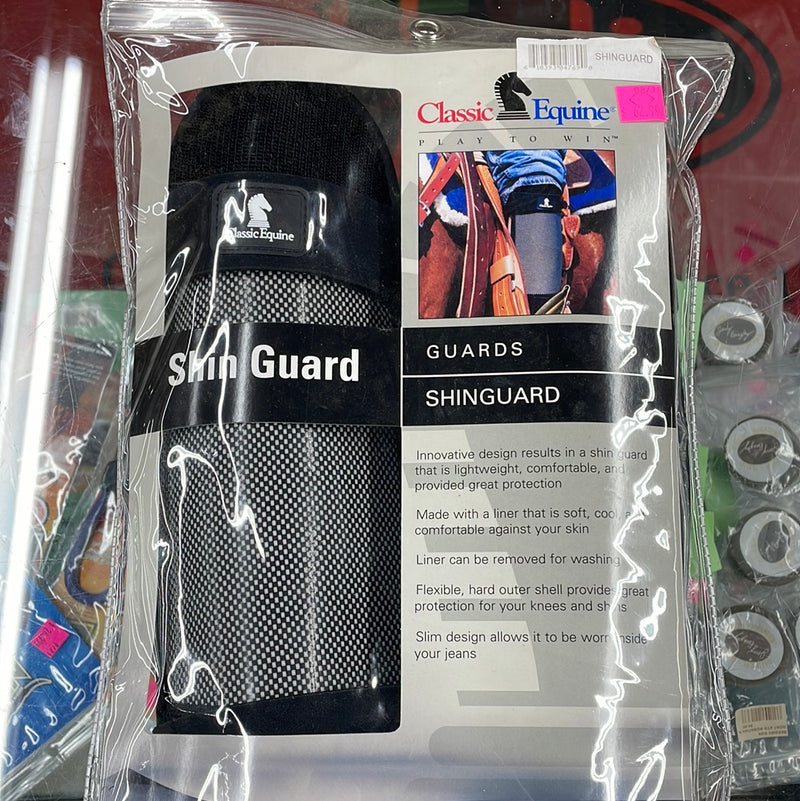 SHINGUARD
Classic Equine®
PLAY TO WIN™
Classic Equine
Shin Guard
GUARDS
SHINGUARD
Innovative design results in a shin guard
that is lightweight, comfortable, and
provided great protection
Made with a liner that is soft, cool, a
comfortable against your skin
Liner can be removed for washing
Flexible, hard outer shell provides great
protection for your knees and shins
Slim design allows it to be worn inside
your jeans